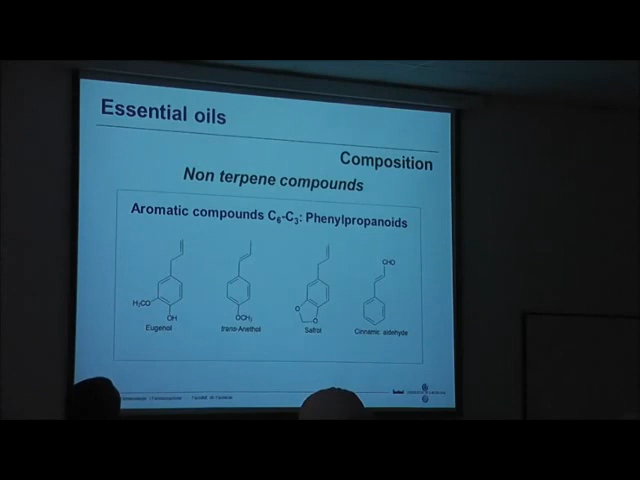 Essential oils
Composition
Non terpene compounds
Aromatic compounds C6-C3: Phenylpropanoids
CHO
H3CO
OH
OCH3
O
O
Eugenol
trans-Anethol
Safrol
Cinnamic aldehyde